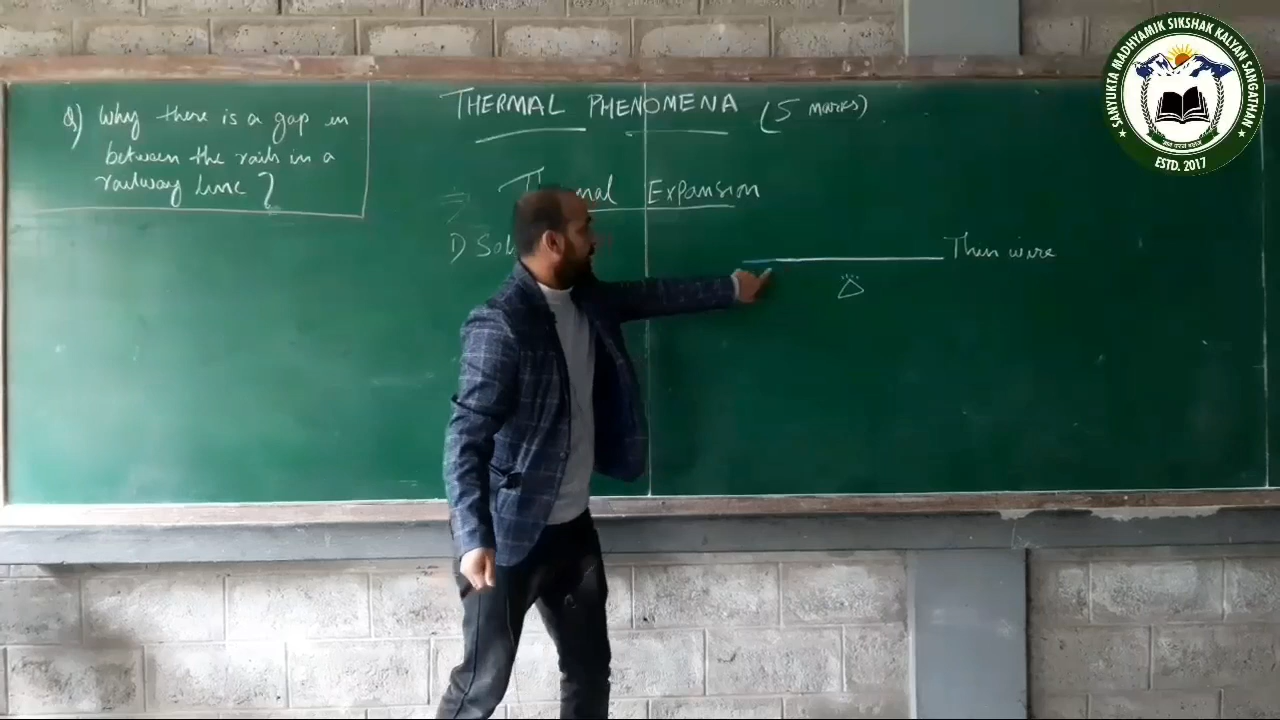 Q) Why there is a gap in
between the rails in a
railway line?
THERMAL PHENOMENA (5 marks)
⇒ Expansion
1) Sol
Thin wire
SANYUKTA MADHYAMIK SIKSHAK KALYAN SANGATHAN
ESTD. 2017